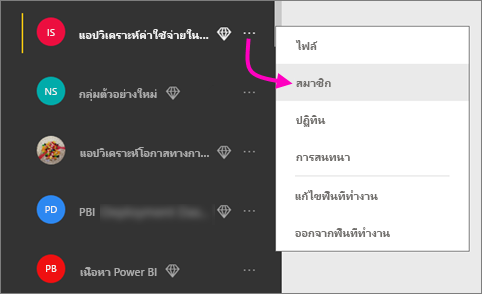 IS แอปวิเคราะห์ค่าใช้จ่ายใน...
NS กลุ่มตัวอย่างใหม่
แอปวิเคราะห์โอกาสทางกา...
PD PBI
PB เนื้อหา Power BI
ไฟล์
สมาชิก
ปฏิทิน
การสนทนา
แก้ไขพื้นที่ทำงาน
ออกจากพื้นที่ทำงาน